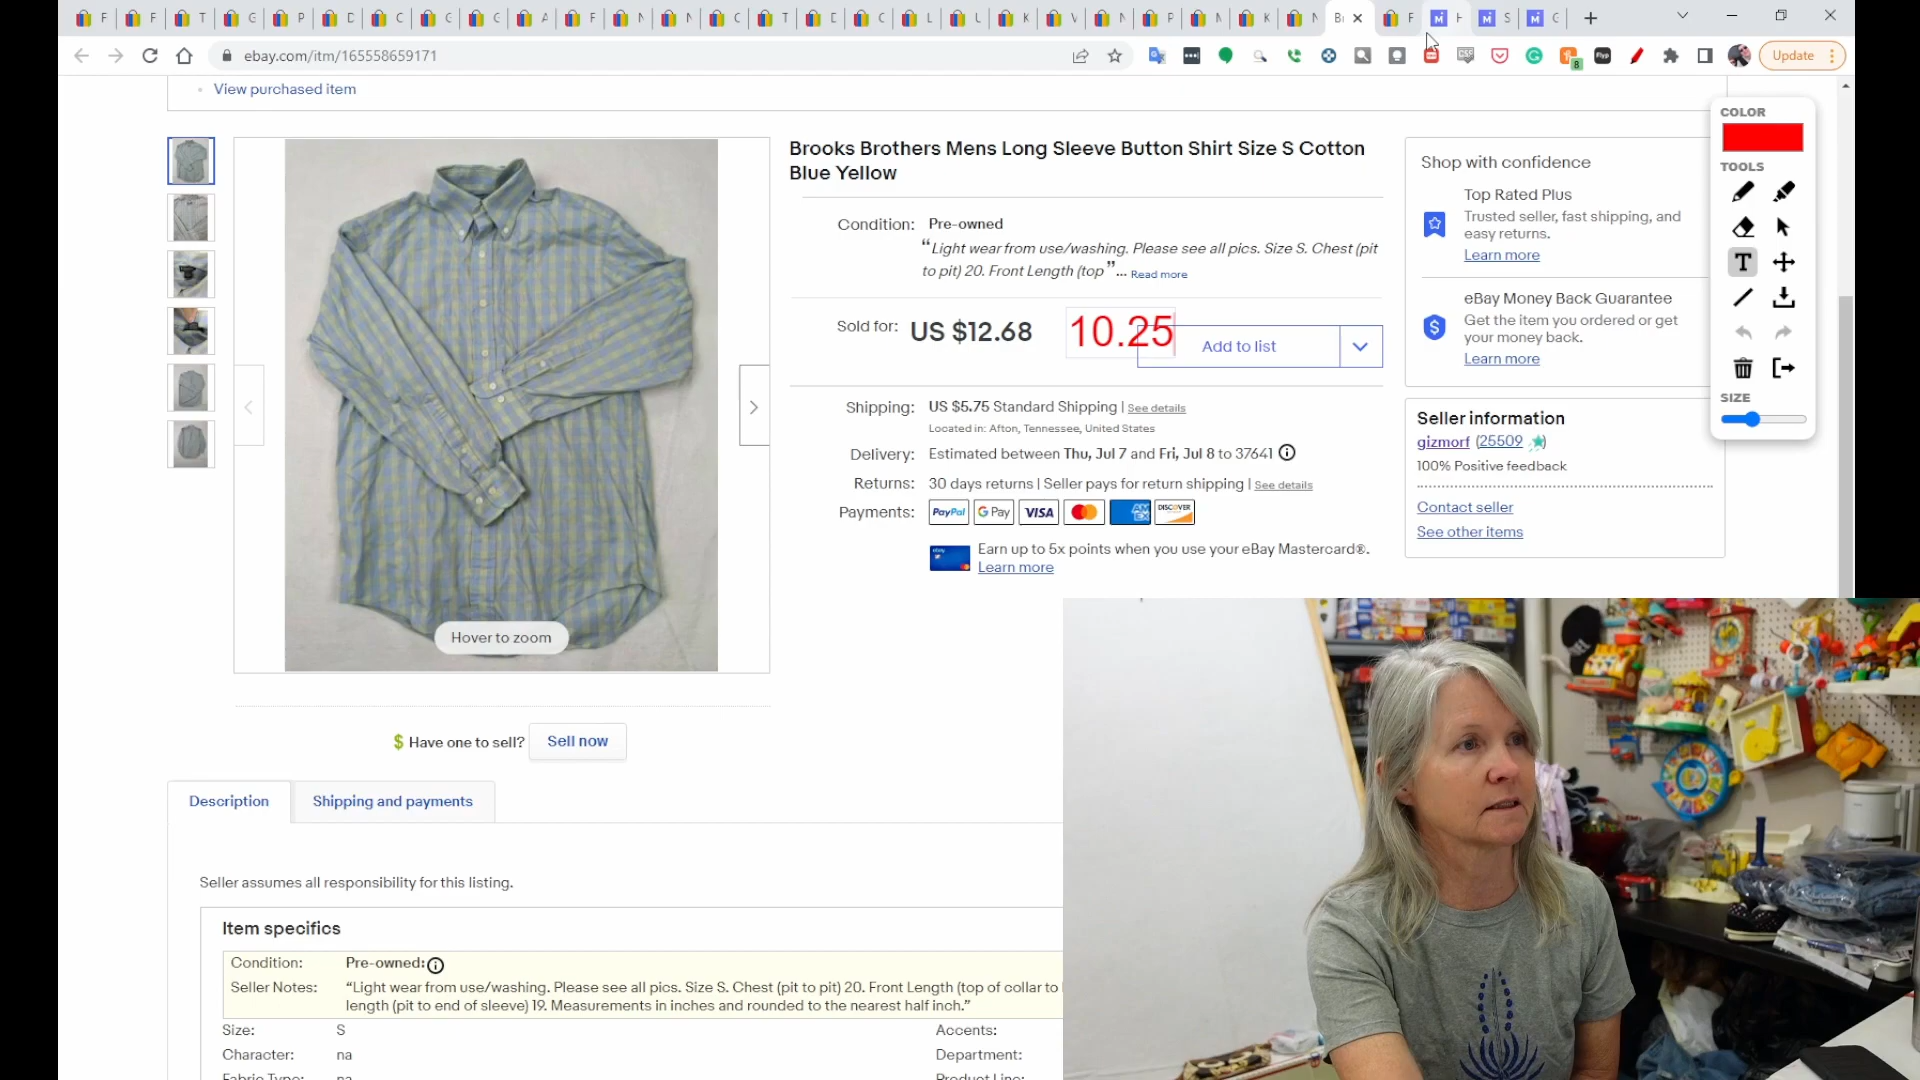 F F T G P D C G G A F N N C T D C L U K V N P M K N B F H S C
ebay.com/itm/165558659171
Update
View purchased item
Brooks Brothers Mens Long Sleeve Button Shirt Size S Cotton
Blue Yellow
Condition: Pre-owned
“Light wear from use/washing. Please see all pics. Size S. Chest (pit
to pit) 20. Front Length (top ”... Read more
Sold for: US $12.68 10.25 Add to list
Shipping: US $5.75 Standard Shipping | See details
Located in: Afton, Tennessee, United States
Delivery: Estimated between Thu, Jul 7 and Fri, Jul 8 to 37641
Returns: 30 days returns | Seller pays for return shipping | See details
Payments: PayPal G Pay VISA AMEX DISCOVER
Earn up to 5x points when you use your eBay Mastercard®.
Learn more
Shop with confidence
Top Rated Plus
Trusted seller, fast shipping, and
easy returns.
Learn more
eBay Money Back Guarantee
Get the item you ordered or get
your money back.
Learn more
Seller information
gizmorf (25509)
100% Positive feedback
Contact seller
See other items
COLOR
TOOLS
T
SIZE
Hover to zoom
$ Have one to sell? Sell now
Description Shipping and payments
Seller assumes all responsibility for this listing.
Item specifics
Condition: Pre-owned:
Seller Notes: “Light wear from use/washing. Please see all pics. Size S. Chest (pit to pit) 20. Front Length (top of collar to
length (pit to end of sleeve) 19. Measurements in inches and rounded to the nearest half inch.”
Size: S Accents:
Character: na Department:
Fabric Type: na Product Line: